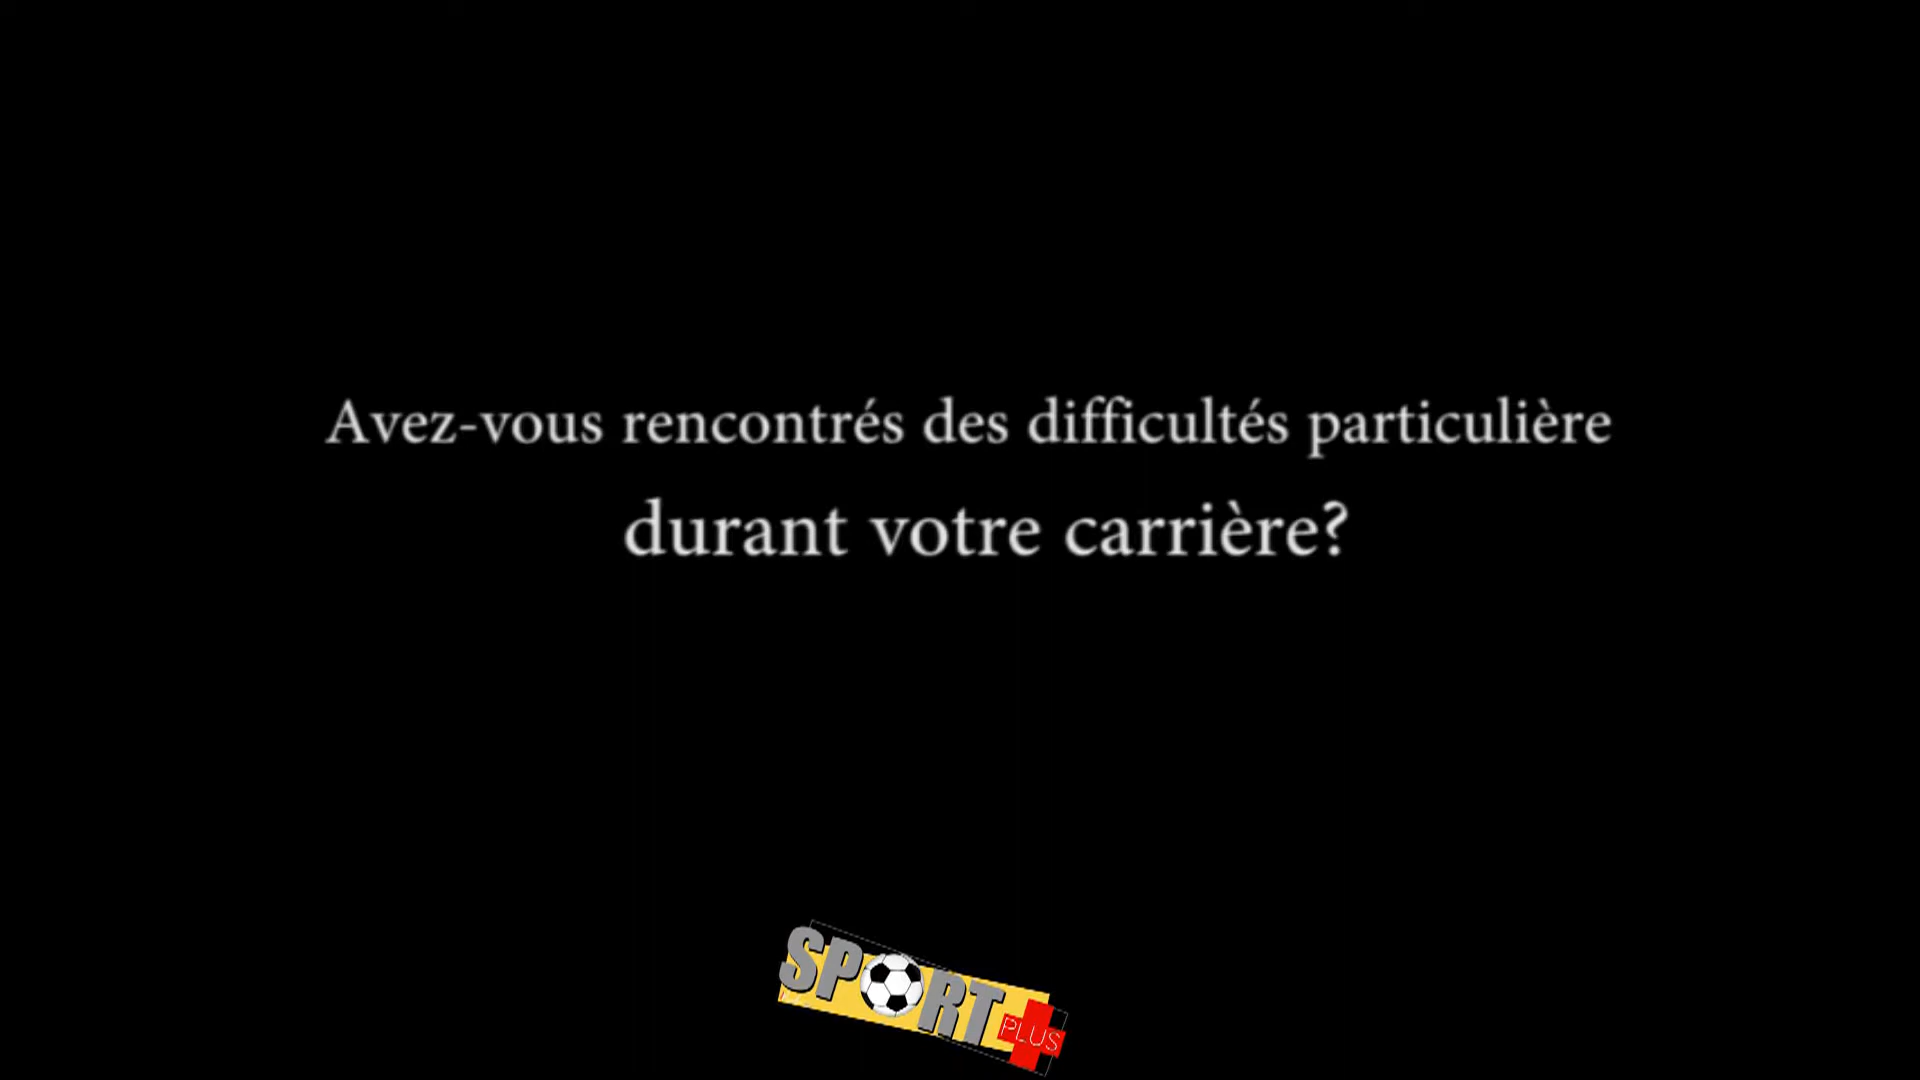 Avez-vous rencontrés des difficultés particulière
durant votre carrière?
SPORT
PLUS